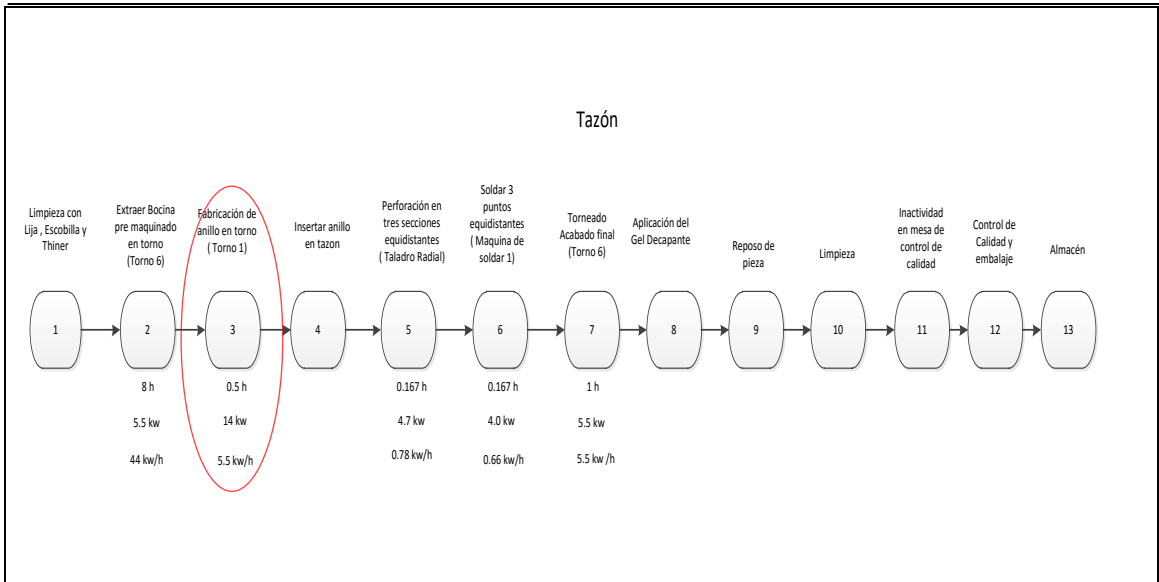 Tazón
Limpieza con
Lija , Escobilla y
Thiner
Extraer Bocina
pre maquinado
en torno
(Torno 6)
Fabricación de
anillo en torno
( Torno 1)
Insertar anillo
en tazon
Perforación en
tres secciones
equidistantes
( Taladro Radial)
Soldar 3
puntos
equidistantes
( Maquina de
soldar 1)
Torneado
Acabado final
(Torno 6)
Aplicación del
Gel Decapante
Reposo de
pieza
Limpieza
Inactividad
en mesa de
control de
calidad
Control de
Calidad y
embalaje
Almacén
1
2
3
4
5
6
7
8
9
10
11
12
13
8 h
5.5 kw
44 kw/h
0.5 h
14 kw
5.5 kw/h
0.167 h
4.7 kw
0.78 kw/h
0.167 h
4.0 kw
0.66 kw/h
1 h
5.5 kw
5.5 kw /h